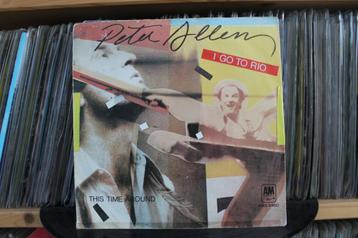 Peter Allen
I GO TO RIO
THIS TIME AROUND
A&M